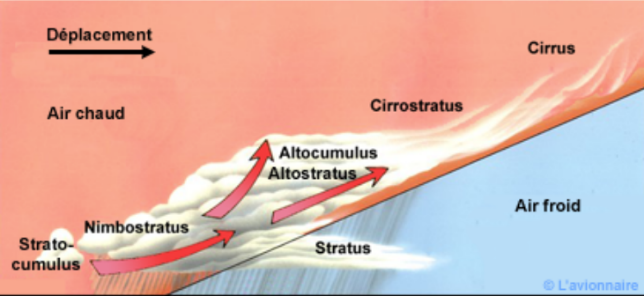 Déplacement
Cirrus
Air chaud
Cirrostratus
Altocumulus
Altostratus
Air froid
Nimbostratus
Strato-
cumulus
Stratus
© L'avionnaire